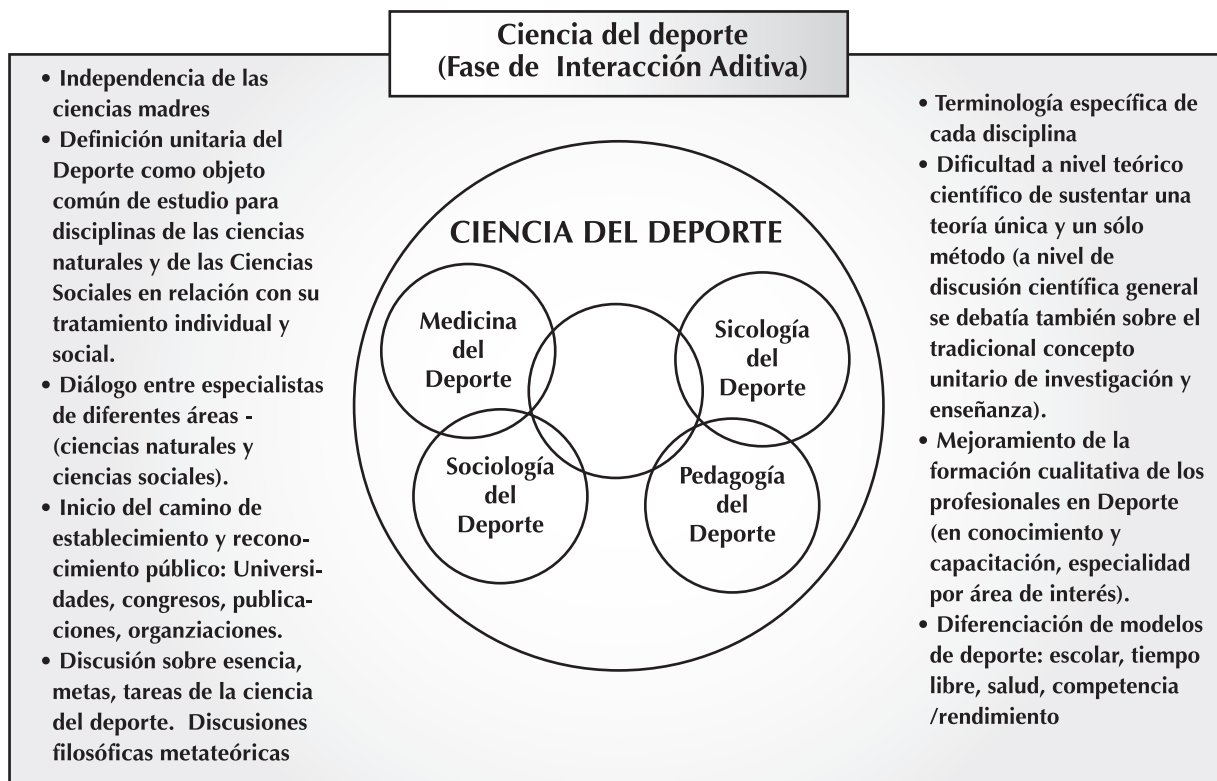 Ciencia del deporte
(Fase de Interacción Aditiva)
• Independencia de las
ciencias madres
• Definición unitaria del
Deporte como objeto
común de estudio para
disciplinas de las ciencias
naturales y de las Ciencias
Sociales en relación con su
tratamiento individual y
social.
• Diálogo entre especialistas
de diferentes áreas -
(ciencias naturales y
ciencias sociales).
• Inicio del camino de
establecimiento y recono-
cimiento público: Universi-
dades, congresos, publica-
ciones, organziaciones.
• Discusión sobre esencia,
metas, tareas de la ciencia
del deporte. Discusiones
filosóficas metateóricas
CIENCIA DEL DEPORTE
Medicina
del
Deporte
Sicología
del
Deporte
Sociología
del
Deporte
Pedagogía
del
Deporte
• Terminología específica de
cada disciplina
• Dificultad a nivel teórico
científico de sustentar una
teoría única y un sólo
método (a nivel de
discusión científica general
se debatía también sobre el
tradicional concepto
unitario de investigación y
enseñanza).
• Mejoramiento de la
formación cualitativa de los
profesionales en Deporte
(en conocimiento y
capacitación, especialidad
por área de interés).
• Diferenciación de modelos
de deporte: escolar, tiempo
libre, salud, competencia
/rendimiento